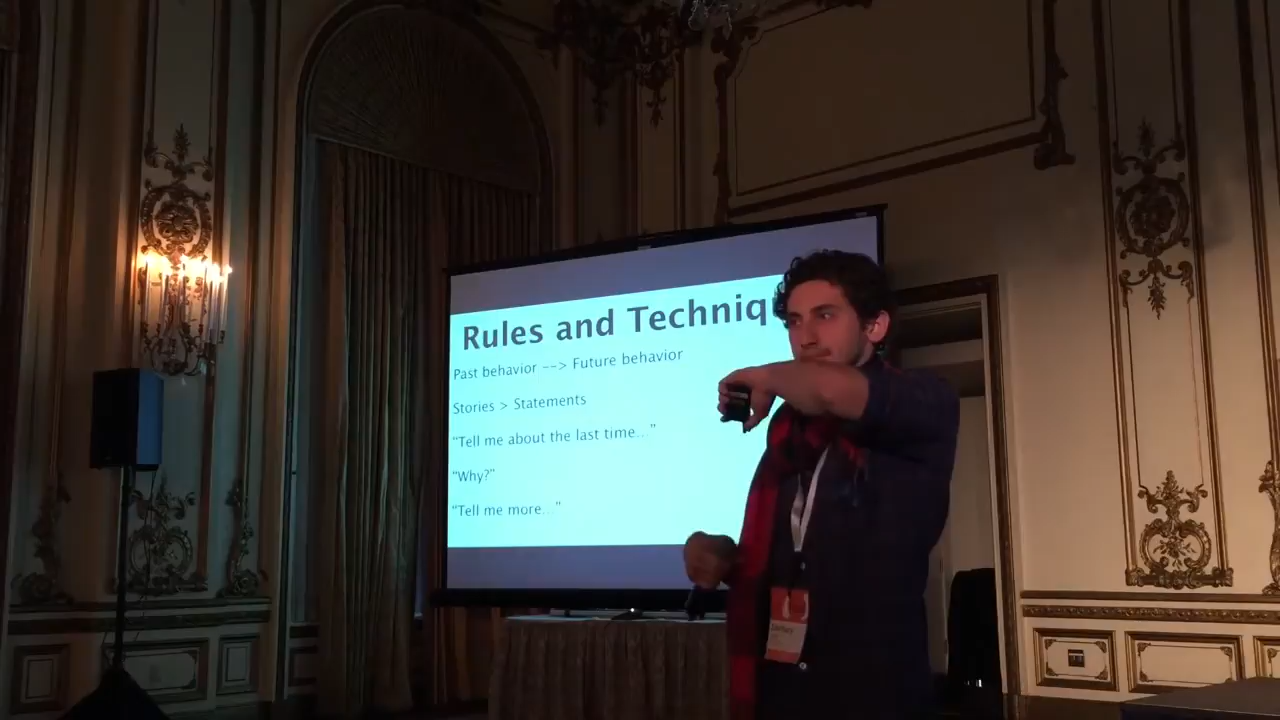 Rules and Techniq
Past behavior --> Future behavior
Stories > Statements
"Tell me about the last time..."
"Why?"
"Tell me more..."